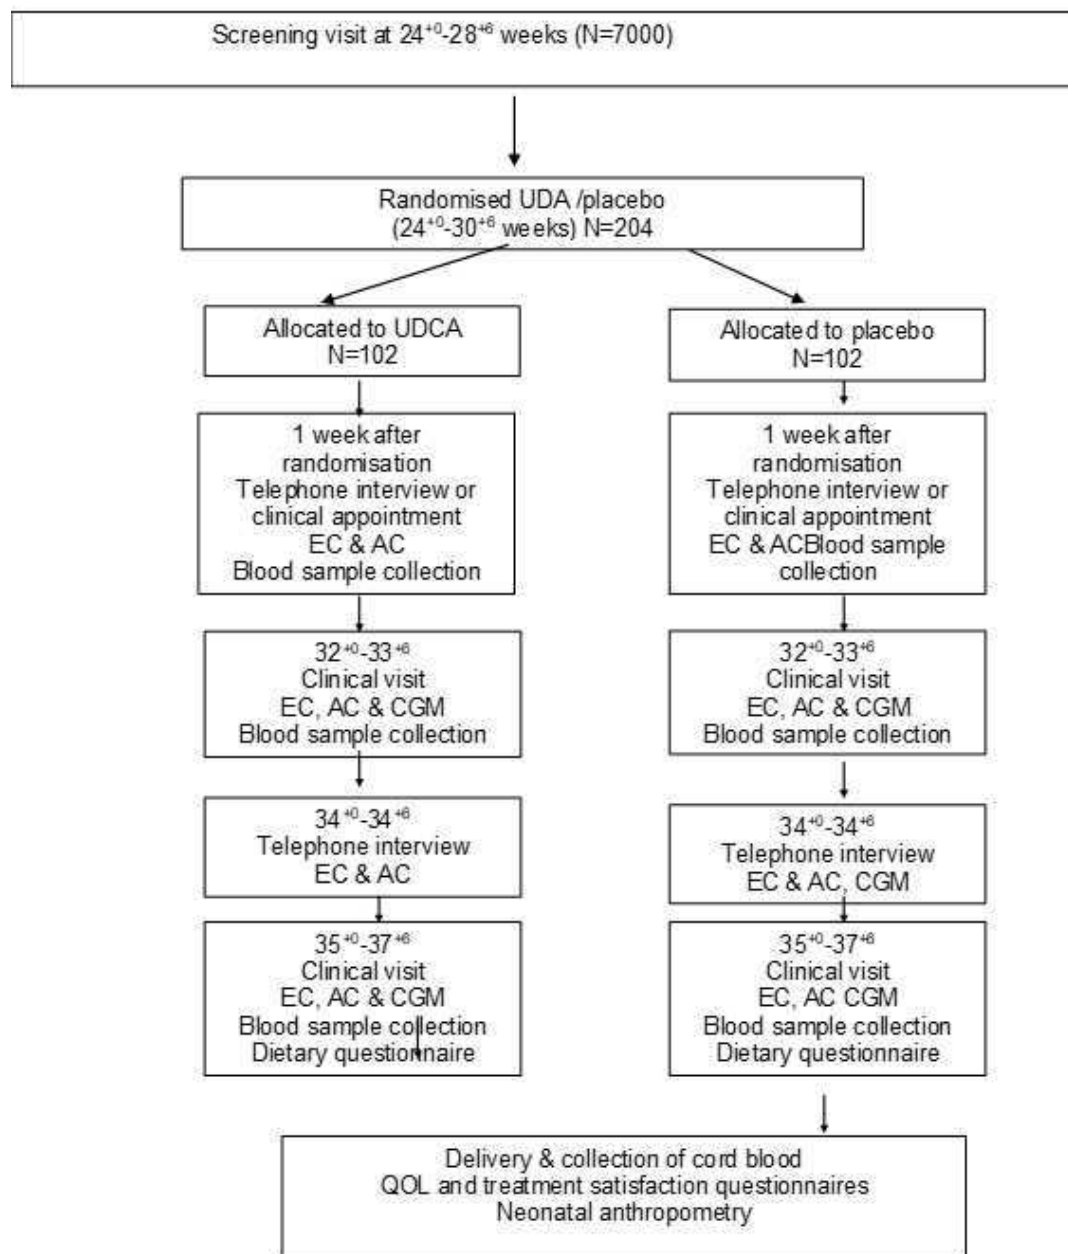 Screening visit at 24⁺⁰-28⁺⁶ weeks (N=7000)
Randomised UDA /placebo
(24⁺⁰-30⁺⁶ weeks) N=204
Allocated to UDCA
N=102
1 week after
randomisation
Telephone interview or
clinical appointment
EC & AC
Blood sample collection
32⁺⁰-33⁺⁶
Clinical visit
EC, AC & CGM
Blood sample collection
34⁺⁰-34⁺⁶
Telephone interview
EC & AC
35⁺⁰-37⁺⁶
Clinical visit
EC, AC & CGM
Blood sample collection
Dietary questionnaire
Allocated to placebo
N=102
1 week after
randomisation
Telephone interview or
clinical appointment
EC & ACBlood sample
collection
32⁺⁰-33⁺⁶
Clinical visit
EC, AC & CGM
Blood sample collection
34⁺⁰-34⁺⁶
Telephone interview
EC & AC, CGM
35⁺⁰-37⁺⁶
Clinical visit
EC, AC CGM
Blood sample collection
Dietary questionnaire
Delivery & collection of cord blood
QOL and treatment satisfaction questionnaires
Neonatal anthropometry